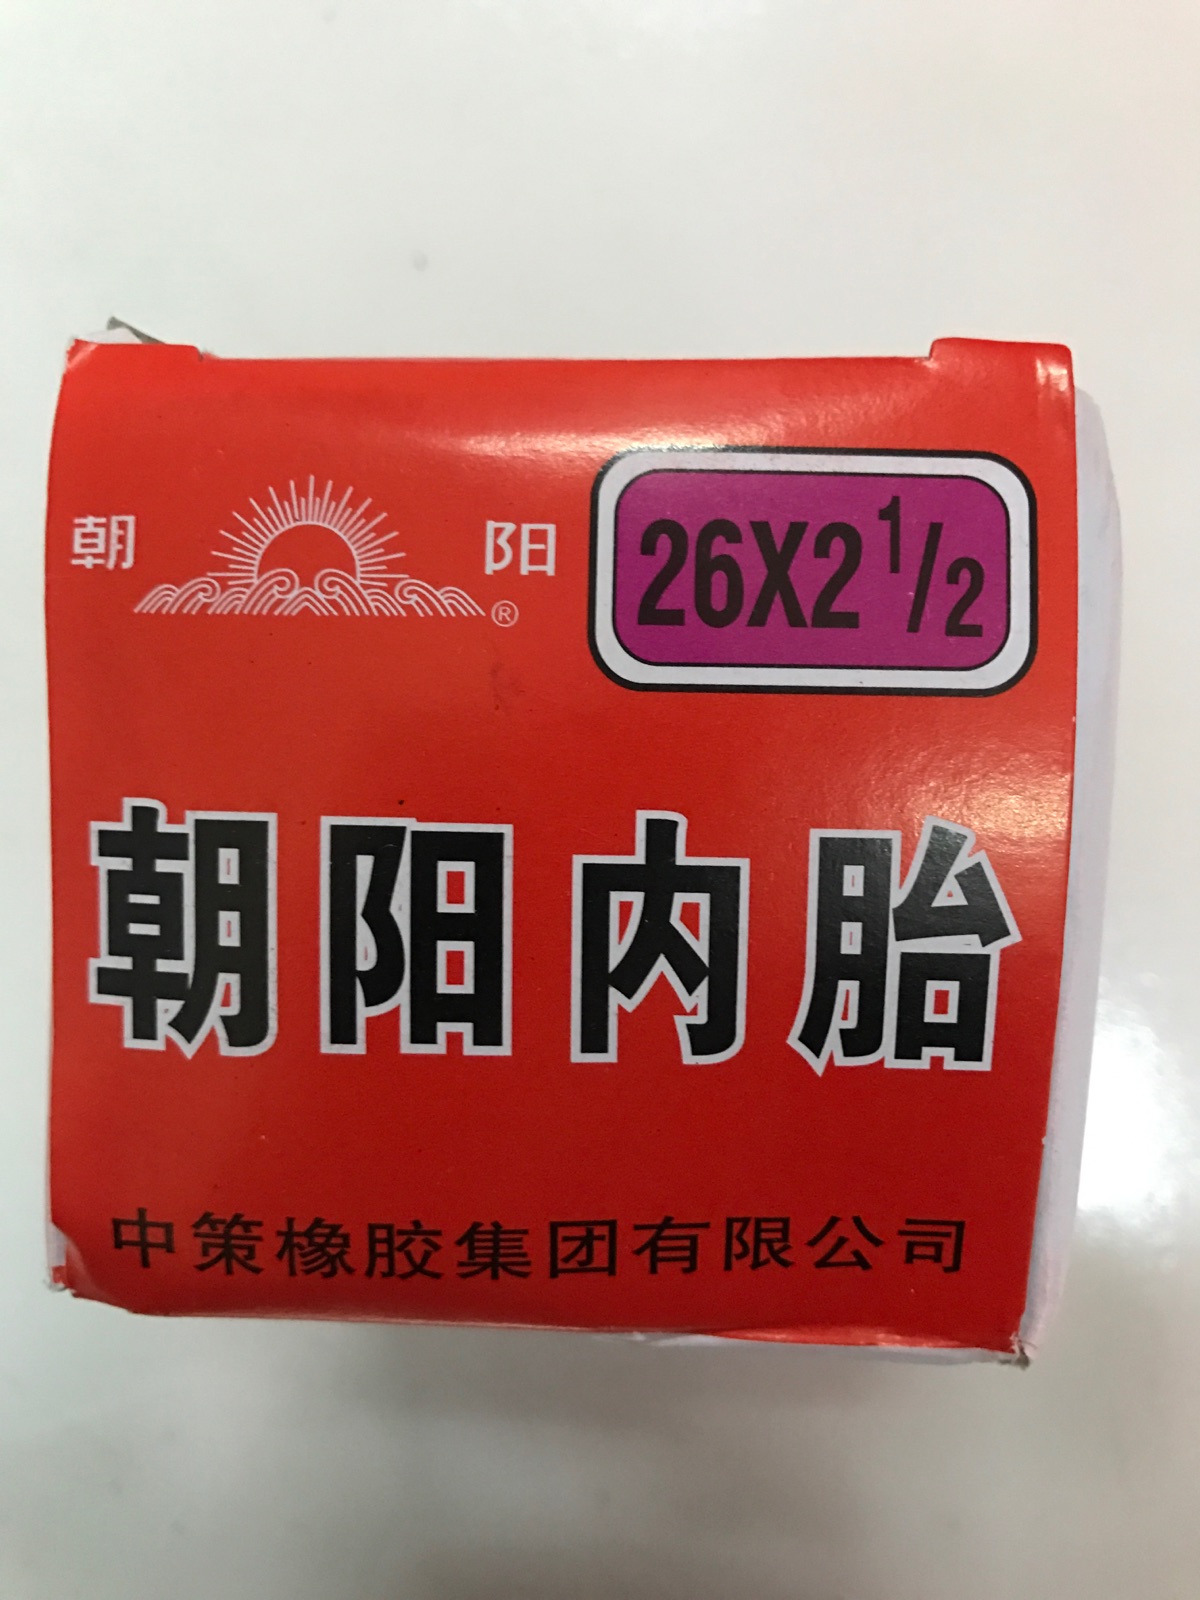 朝 阳 ®
26X2 1/2
朝阳内胎
中策橡胶集团有限公司